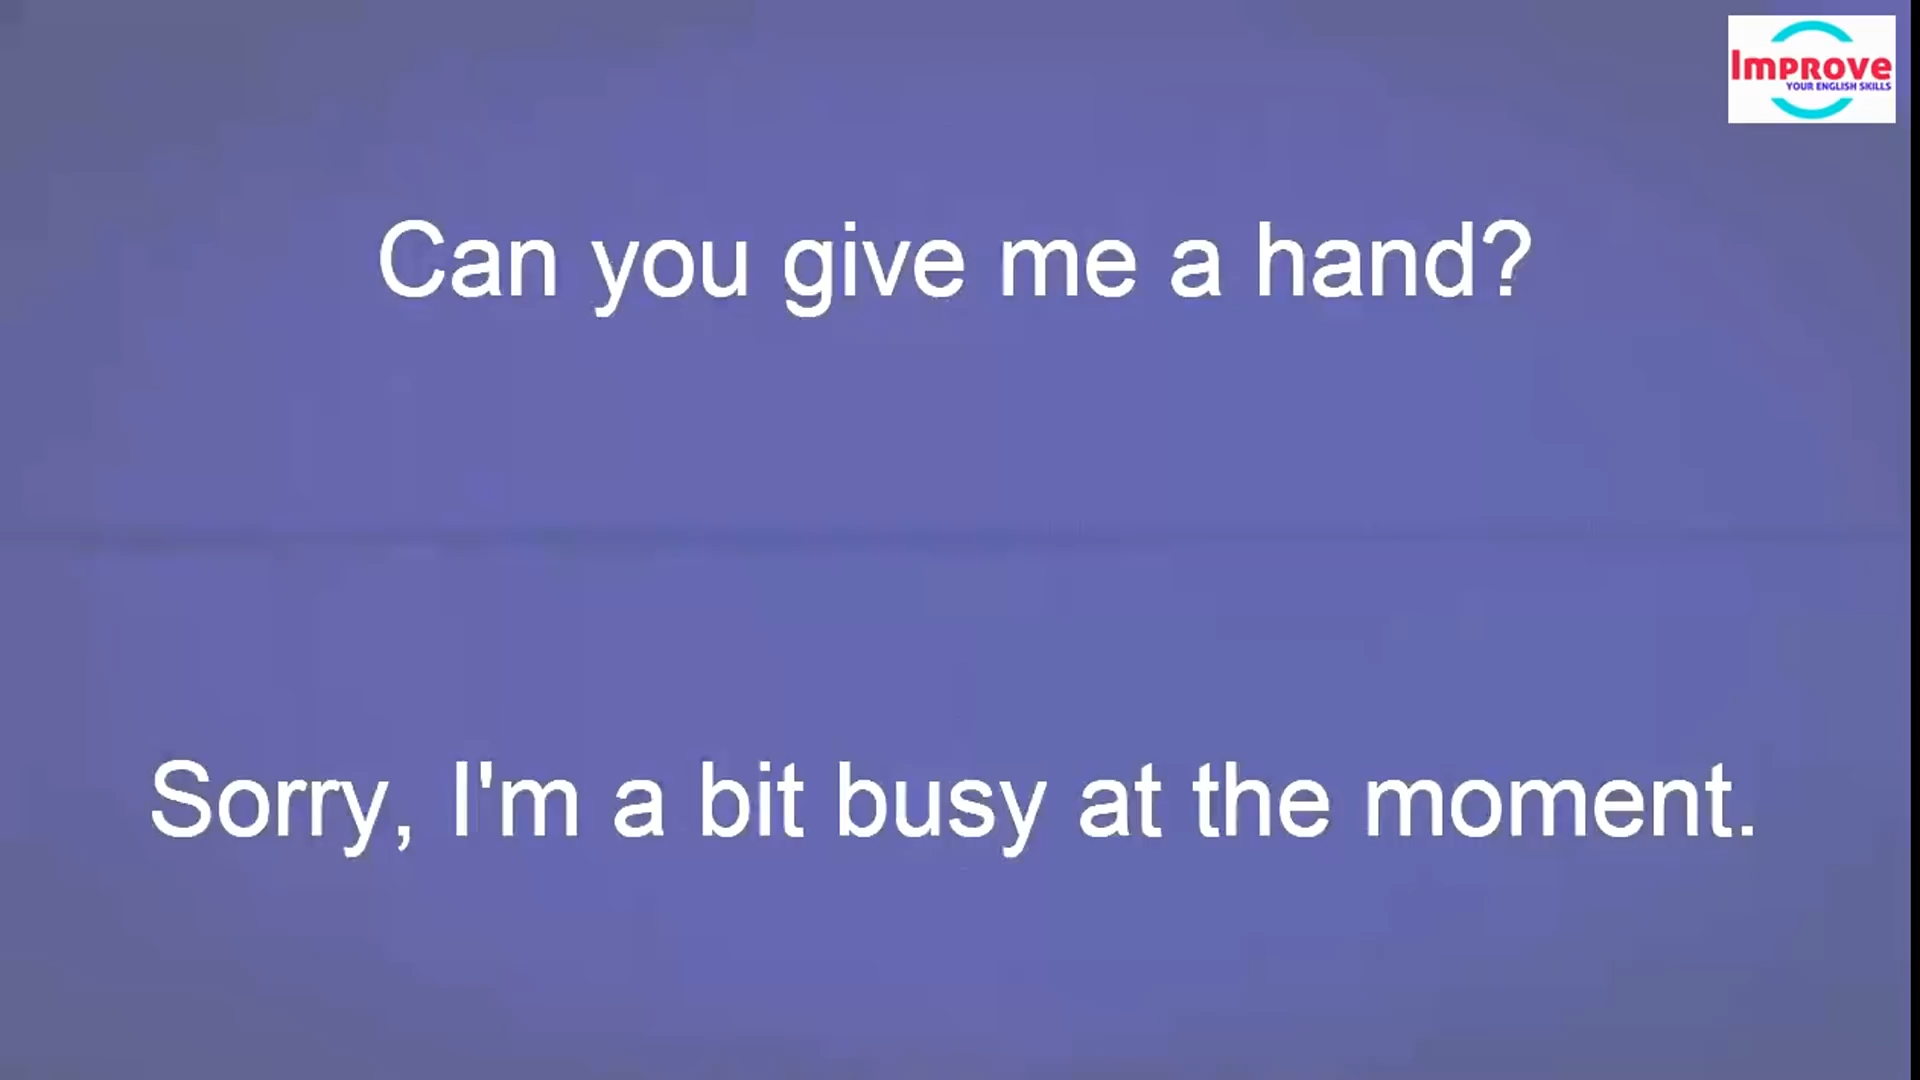 Improve
YOUR ENGLISH SKILLS
Can you give me a hand?
Sorry, I'm a bit busy at the moment.